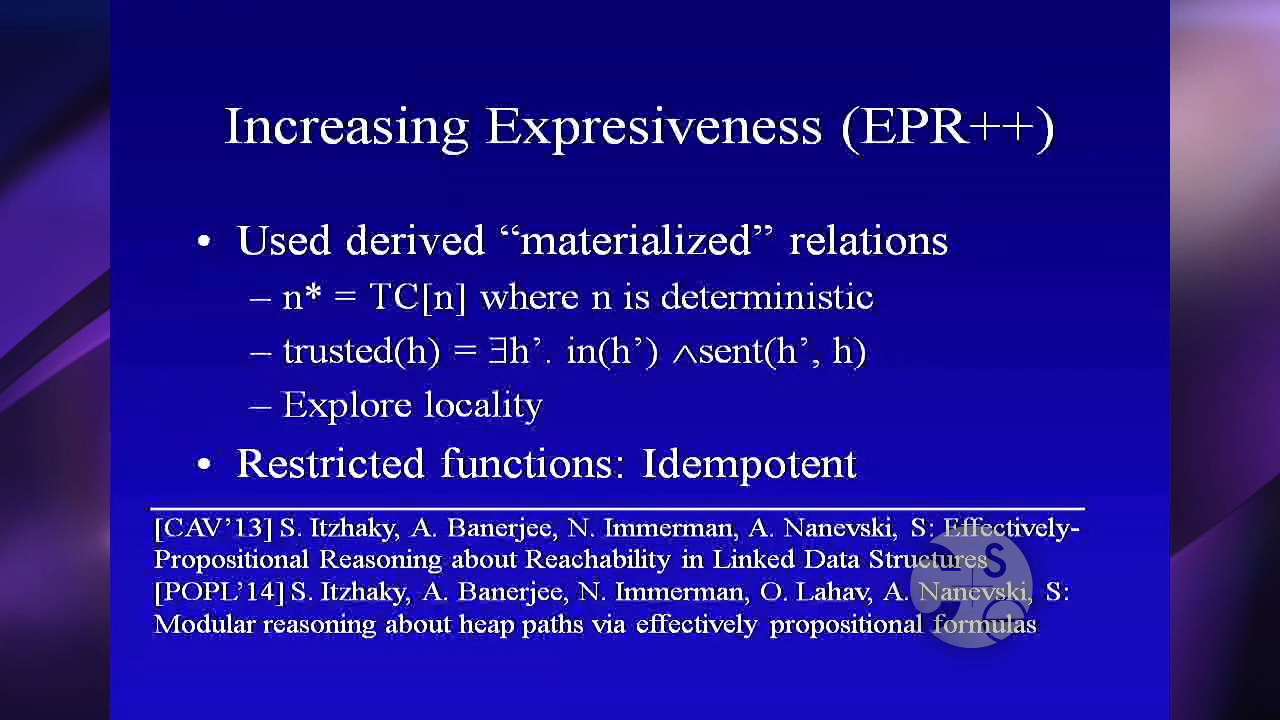 Increasing Expresiveness (EPR++)
• Used derived “materialized” relations
– n* = TC[n] where n is deterministic
– trusted(h) = ∃h’. in(h’) ∧sent(h’, h)
– Explore locality
• Restricted functions: Idempotent
[CAV’13] S. Itzhaky, A. Banerjee, N. Immerman, A. Nanevski, S: Effectively-
Propositional Reasoning about Reachability in Linked Data Structures
[POPL’14] S. Itzhaky, A. Banerjee, N. Immerman, O. Lahav, A. Nanevski, S:
Modular reasoning about heap paths via effectively propositional formulas